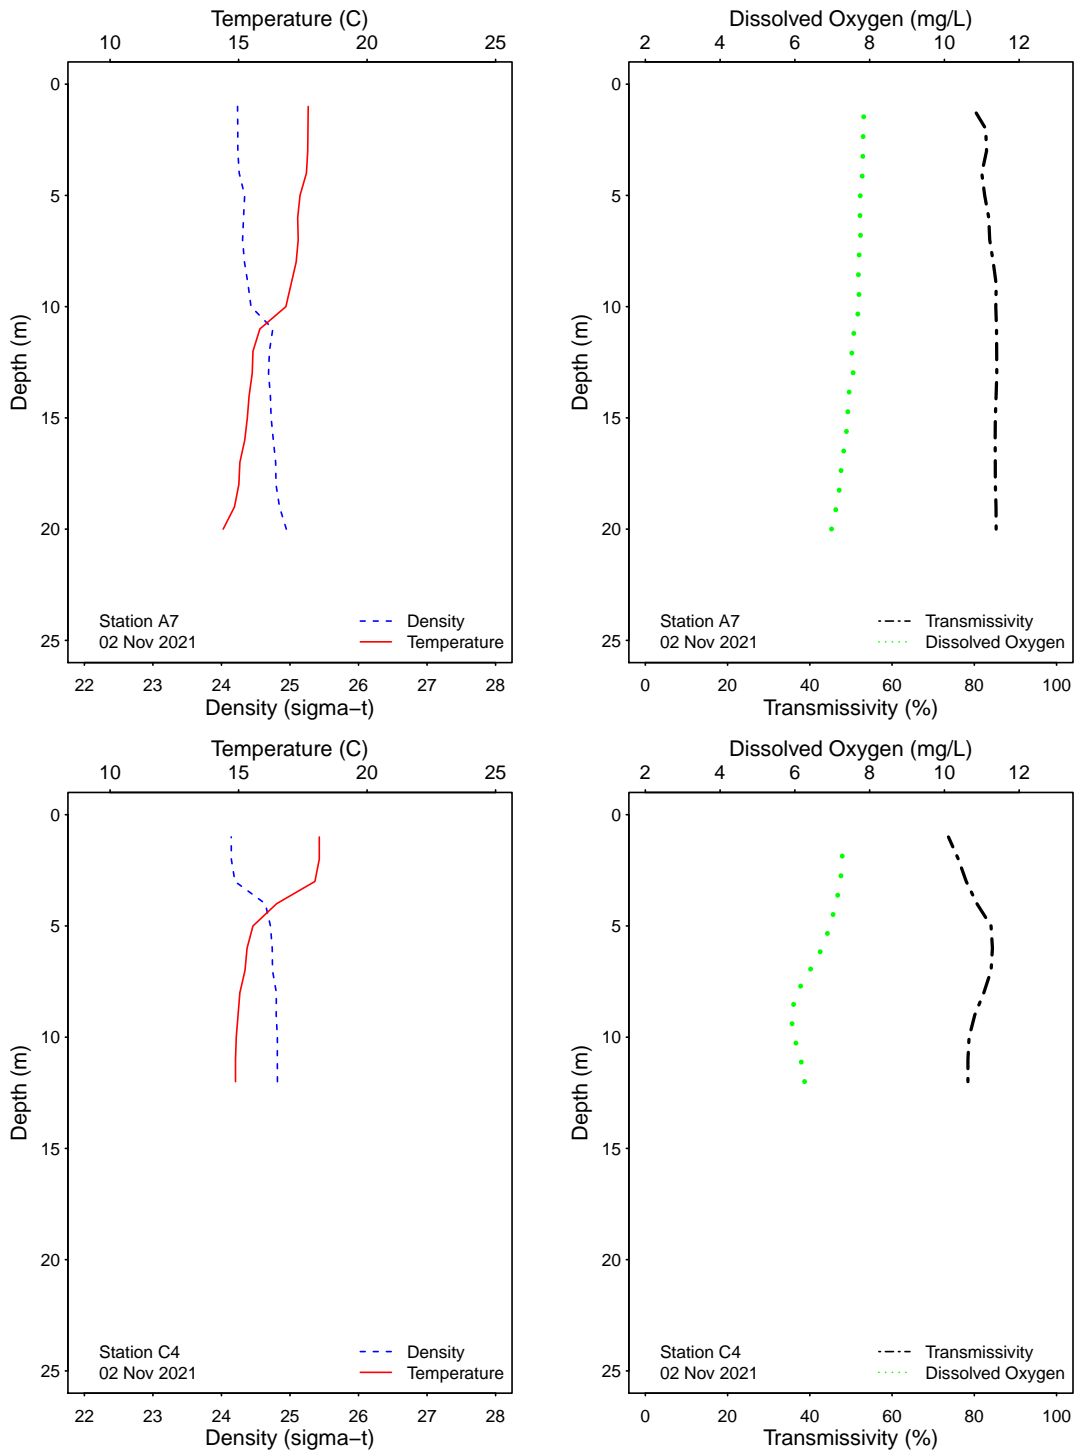 Temperature (C)
10 15 20 25
0
5
10
15
20
25
Depth (m)
Station A7
02 Nov 2021
Density
Temperature
22 23 24 25 26 27 28
Density (sigma−t)
Dissolved Oxygen (mg/L)
2 4 6 8 10 12
0
5
10
15
20
25
Depth (m)
Station A7
02 Nov 2021
Transmissivity
Dissolved Oxygen
0 20 40 60 80 100
Transmissivity (%)
Temperature (C)
10 15 20 25
0
5
10
15
20
25
Depth (m)
Station C4
02 Nov 2021
Density
Temperature
22 23 24 25 26 27 28
Density (sigma−t)
Dissolved Oxygen (mg/L)
2 4 6 8 10 12
0
5
10
15
20
25
Depth (m)
Station C4
02 Nov 2021
Transmissivity
Dissolved Oxygen
0 20 40 60 80 100
Transmissivity (%)